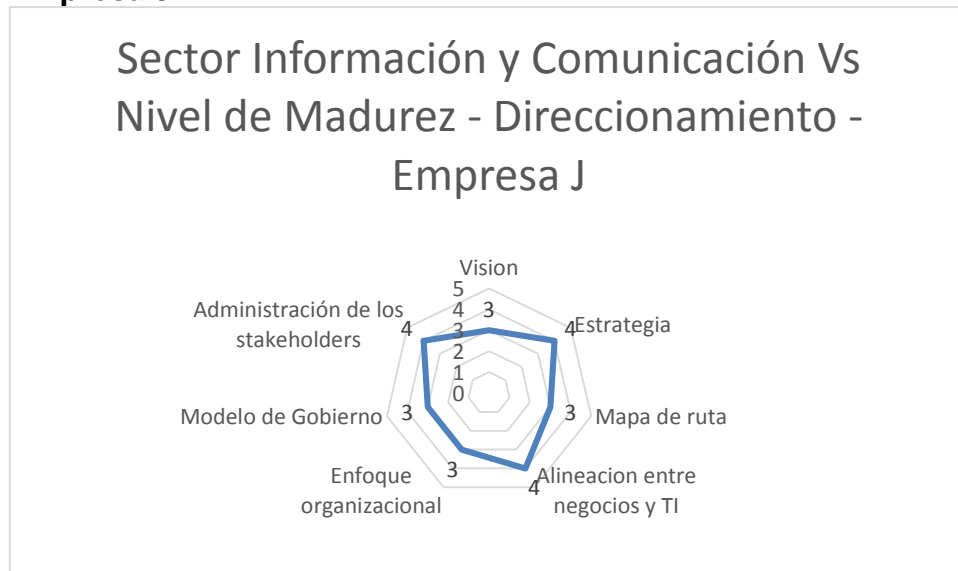 Sector Información y Comunicación Vs
Nivel de Madurez - Direccionamiento -
Empresa J
Vision
5
4
3
2
1
0
3
Estrategia
4
Mapa de ruta
3
Alineacion entre
negocios y TI
4
Enfoque
organizacional
3
Modelo de Gobierno
3
Administración de los
stakeholders
4